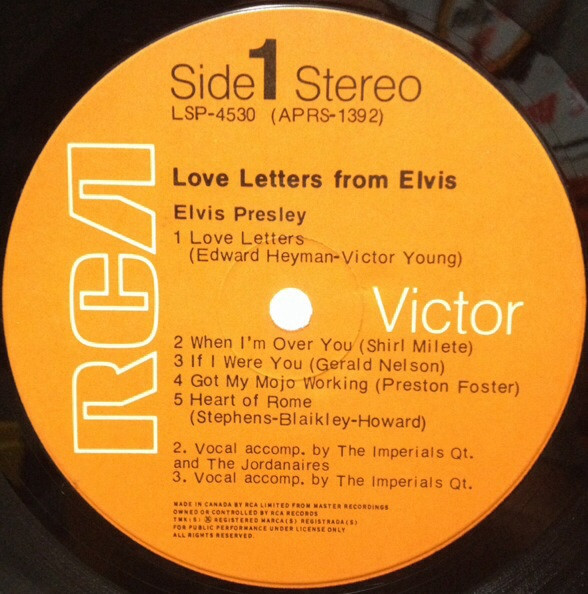 Side 1 Stereo
LSP-4530 (APRS-1392)
RCA
Love Letters from Elvis
Elvis Presley
1 Love Letters
(Edward Heyman-Victor Young)
Victor
2 When I'm Over You (Shirl Milete)
3 If I Were You (Gerald Nelson)
4 Got My Mojo Working (Preston Foster)
5 Heart of Rome
(Stephens-Blaikley-Howard)
2. Vocal accomp. by The Imperials Qt.
and The Jordanaires
3. Vocal accomp. by The Imperials Qt.
MADE IN CANADA BY RCA LIMITED FROM MASTER RECORDINGS
OWNED OR CONTROLLED BY RCA RECORDS
TMK(S) ® REGISTERED MARCA(S) REGISTRADA(S)
FOR PUBLIC PERFORMANCE UNDER LICENSE ONLY
ALL RIGHTS RESERVED